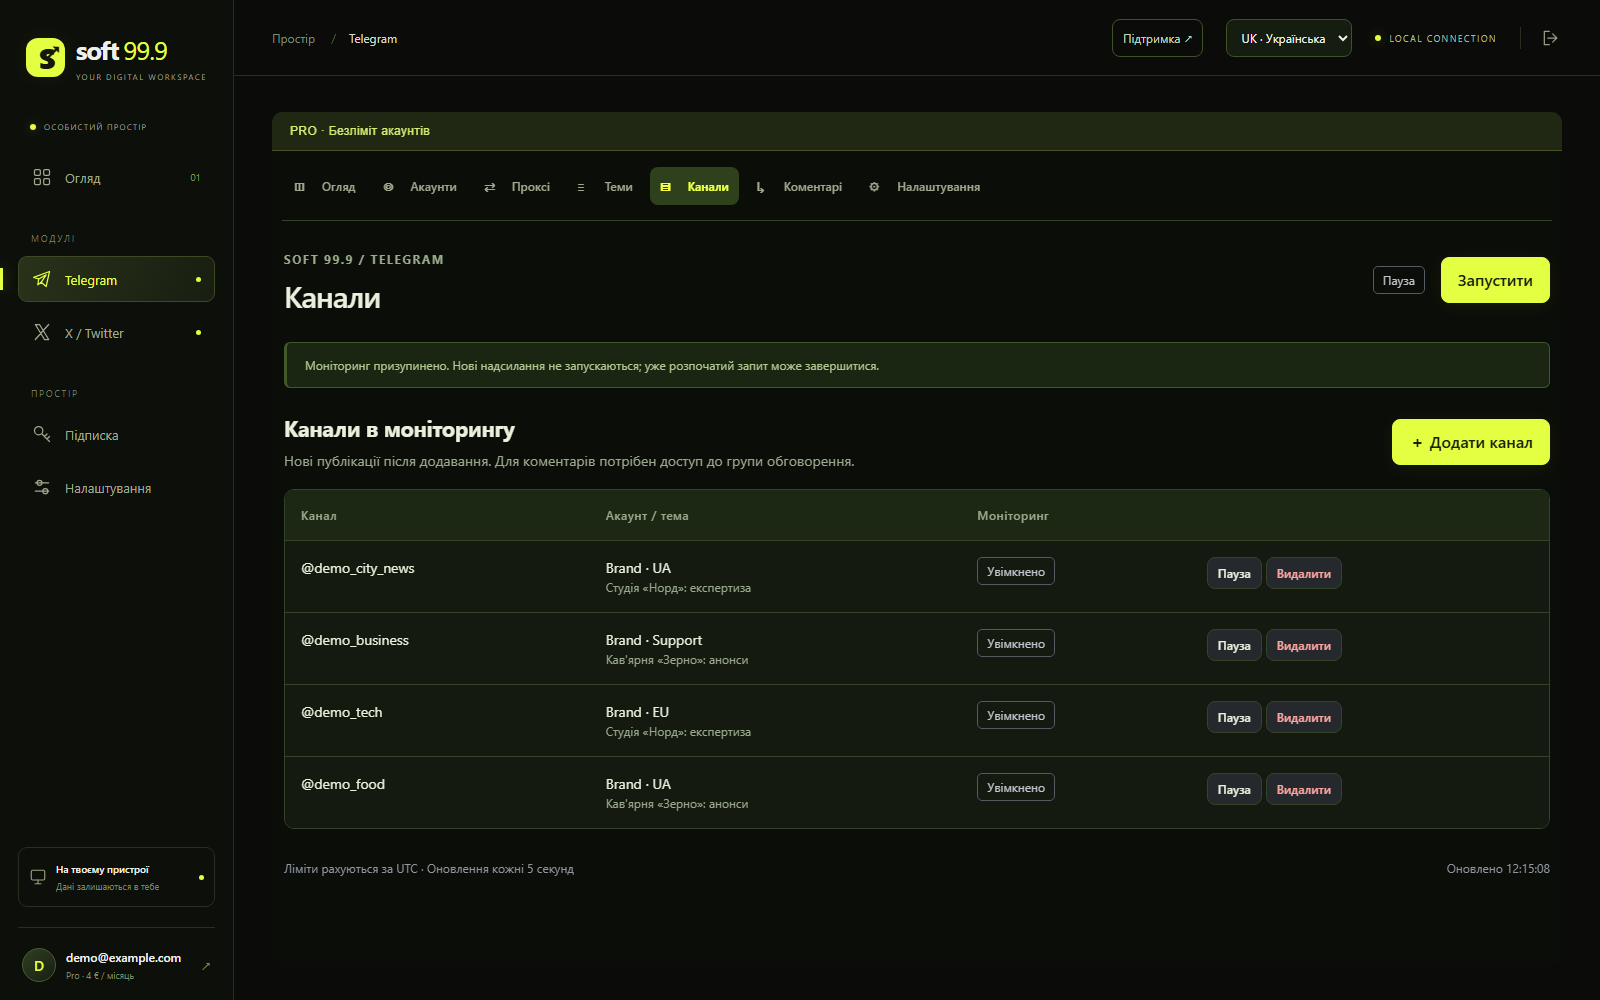 soft 99.9
YOUR DIGITAL WORKSPACE
ОСОБИСТИЙ ПРОСТІР
Огляд 01
МОДУЛІ
Telegram
X / Twitter
ПРОСТІР
Підписка
Налаштування
На твоєму пристрої
Дані залишаються в тебе
D demo@example.com ↗
Pro · 4 € / місяць
Простір / Telegram
Підтримка ↗
UK · Українська
LOCAL CONNECTION
PRO · Безліміт акаунтів
Огляд Акаунти Проксі Теми Канали Коментарі Налаштування
SOFT 99.9 / TELEGRAM
Канали
Пауза Запустити
Моніторинг призупинено. Нові надсилання не запускаються; уже розпочатий запит може завершитися.
Канали в моніторингу
Нові публікації після додавання. Для коментарів потрібен доступ до групи обговорення.
+ Додати канал
Канал Акаунт / тема Моніторинг
@demo_city_news Brand · UA Увімкнено Пауза Видалити
Студія «Норд»: експертиза
@demo_business Brand · Support Увімкнено Пауза Видалити
Кав'ярня «Зерно»: анонси
@demo_tech Brand · EU Увімкнено Пауза Видалити
Студія «Норд»: експертиза
@demo_food Brand · UA Увімкнено Пауза Видалити
Кав'ярня «Зерно»: анонси
Ліміти рахуються за UTC · Оновлення кожні 5 секунд
Оновлено 12:15:08